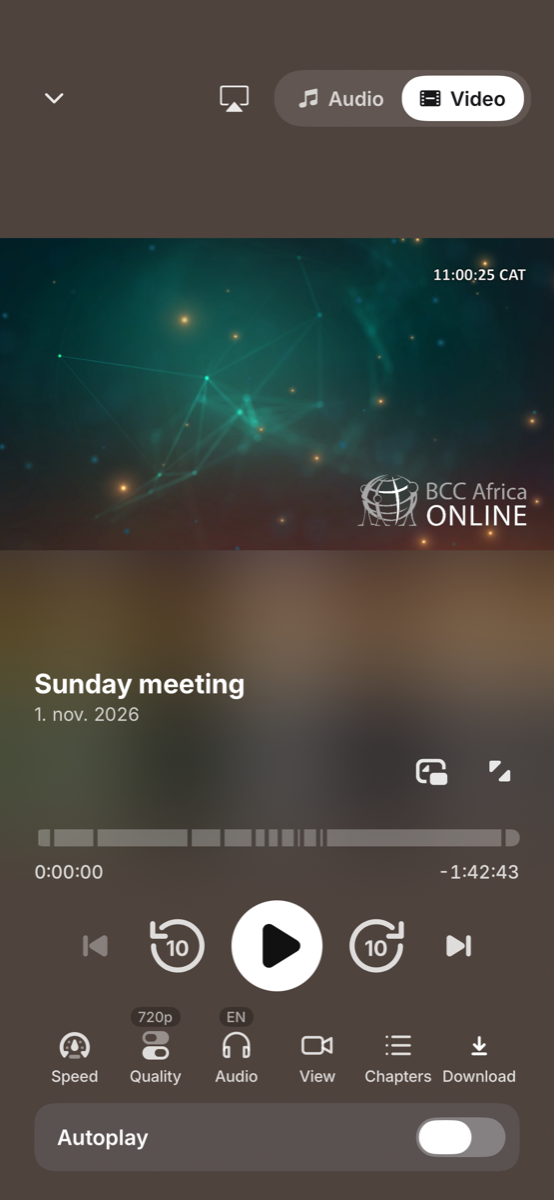 Audio
Video
11:00:25 CAT
BCC Africa
ONLINE
Sunday meeting
1. nov. 2026
0:00:00
-1:42:43
10
10
720p
EN
Speed
Quality
Audio
View
Chapters
Download
Autoplay